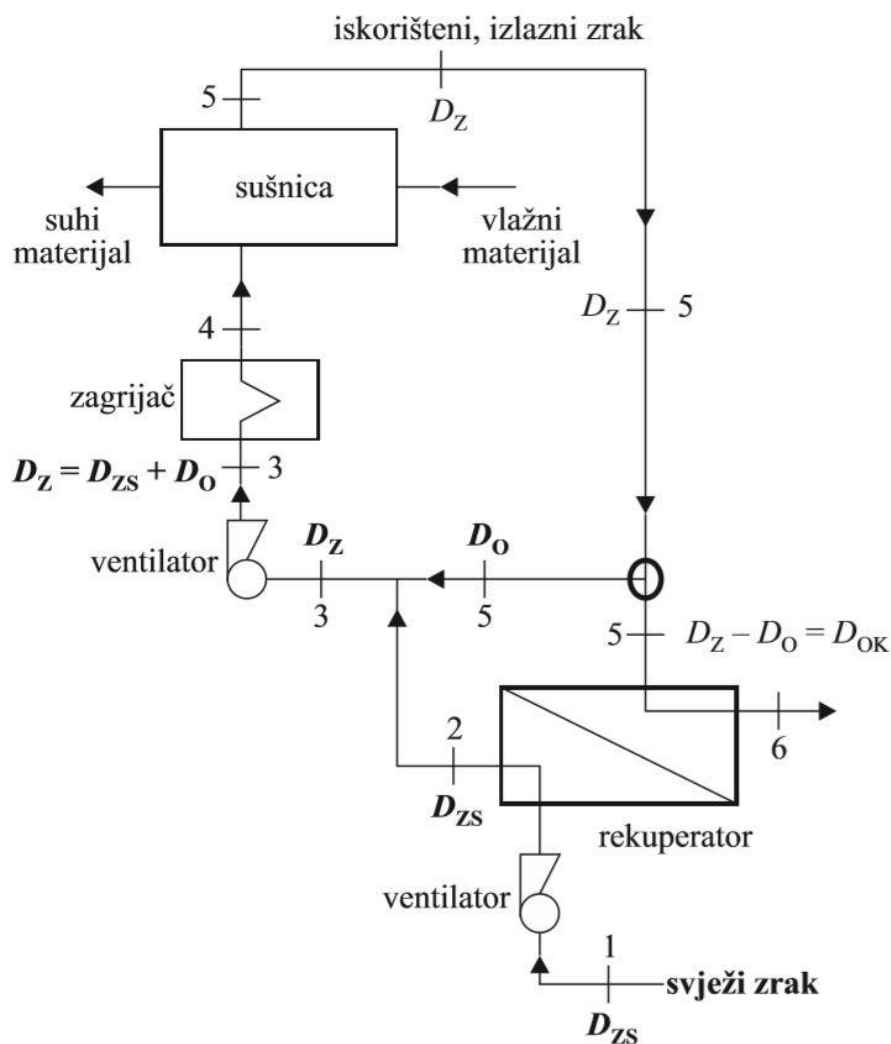 iskorišteni, izlazni zrak
5
D_Z
sušnica
suhi
materijal
vlažni
materijal
D_Z 5
4
zagrijač
D_Z = D_ZS + D_O 3
ventilator
D_Z
3
D_O
5
5 D_Z – D_O = D_OK
6
2
D_ZS
rekuperator
ventilator
1
svježi zrak
D_ZS